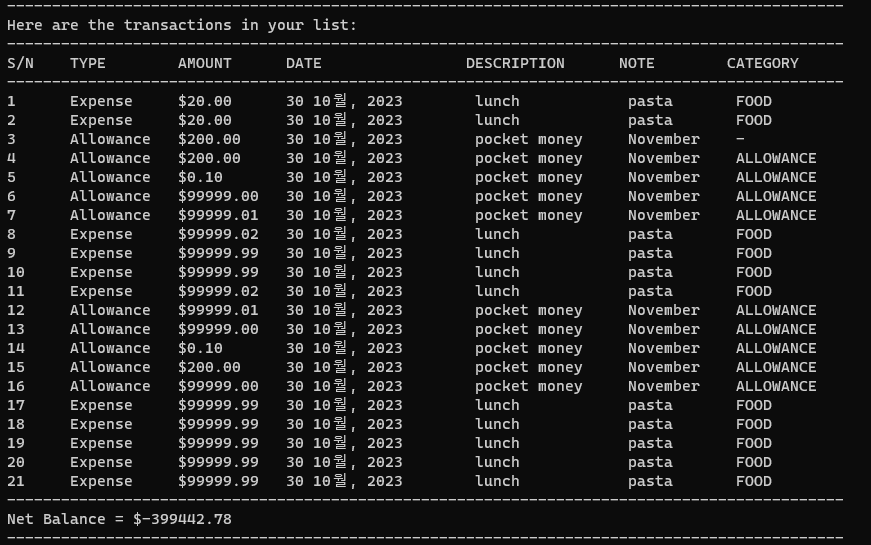 Here are the transactions in your list:
S/N TYPE AMOUNT DATE DESCRIPTION NOTE CATEGORY
1 Expense $20.00 30 10월, 2023 lunch pasta FOOD
2 Expense $20.00 30 10월, 2023 lunch pasta FOOD
3 Allowance $200.00 30 10월, 2023 pocket money November -
4 Allowance $200.00 30 10월, 2023 pocket money November ALLOWANCE
5 Allowance $0.10 30 10월, 2023 pocket money November ALLOWANCE
6 Allowance $99999.00 30 10월, 2023 pocket money November ALLOWANCE
7 Allowance $99999.01 30 10월, 2023 pocket money November ALLOWANCE
8 Expense $99999.02 30 10월, 2023 lunch pasta FOOD
9 Expense $99999.99 30 10월, 2023 lunch pasta FOOD
10 Expense $99999.99 30 10월, 2023 lunch pasta FOOD
11 Expense $99999.02 30 10월, 2023 lunch pasta FOOD
12 Allowance $99999.01 30 10월, 2023 pocket money November ALLOWANCE
13 Allowance $99999.00 30 10월, 2023 pocket money November ALLOWANCE
14 Allowance $0.10 30 10월, 2023 pocket money November ALLOWANCE
15 Allowance $200.00 30 10월, 2023 pocket money November ALLOWANCE
16 Allowance $99999.00 30 10월, 2023 pocket money November ALLOWANCE
17 Expense $99999.99 30 10월, 2023 lunch pasta FOOD
18 Expense $99999.99 30 10월, 2023 lunch pasta FOOD
19 Expense $99999.99 30 10월, 2023 lunch pasta FOOD
20 Expense $99999.99 30 10월, 2023 lunch pasta FOOD
21 Expense $99999.99 30 10월, 2023 lunch pasta FOOD
Net Balance = $-399442.78